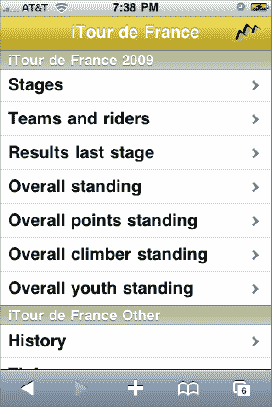 AT&T 7:38 PM
iTour de France
iTour de France 2009
Stages
Teams and riders
Results last stage
Overall standing
Overall points standing
Overall climber standing
Overall youth standing
iTour de France Other
History
6